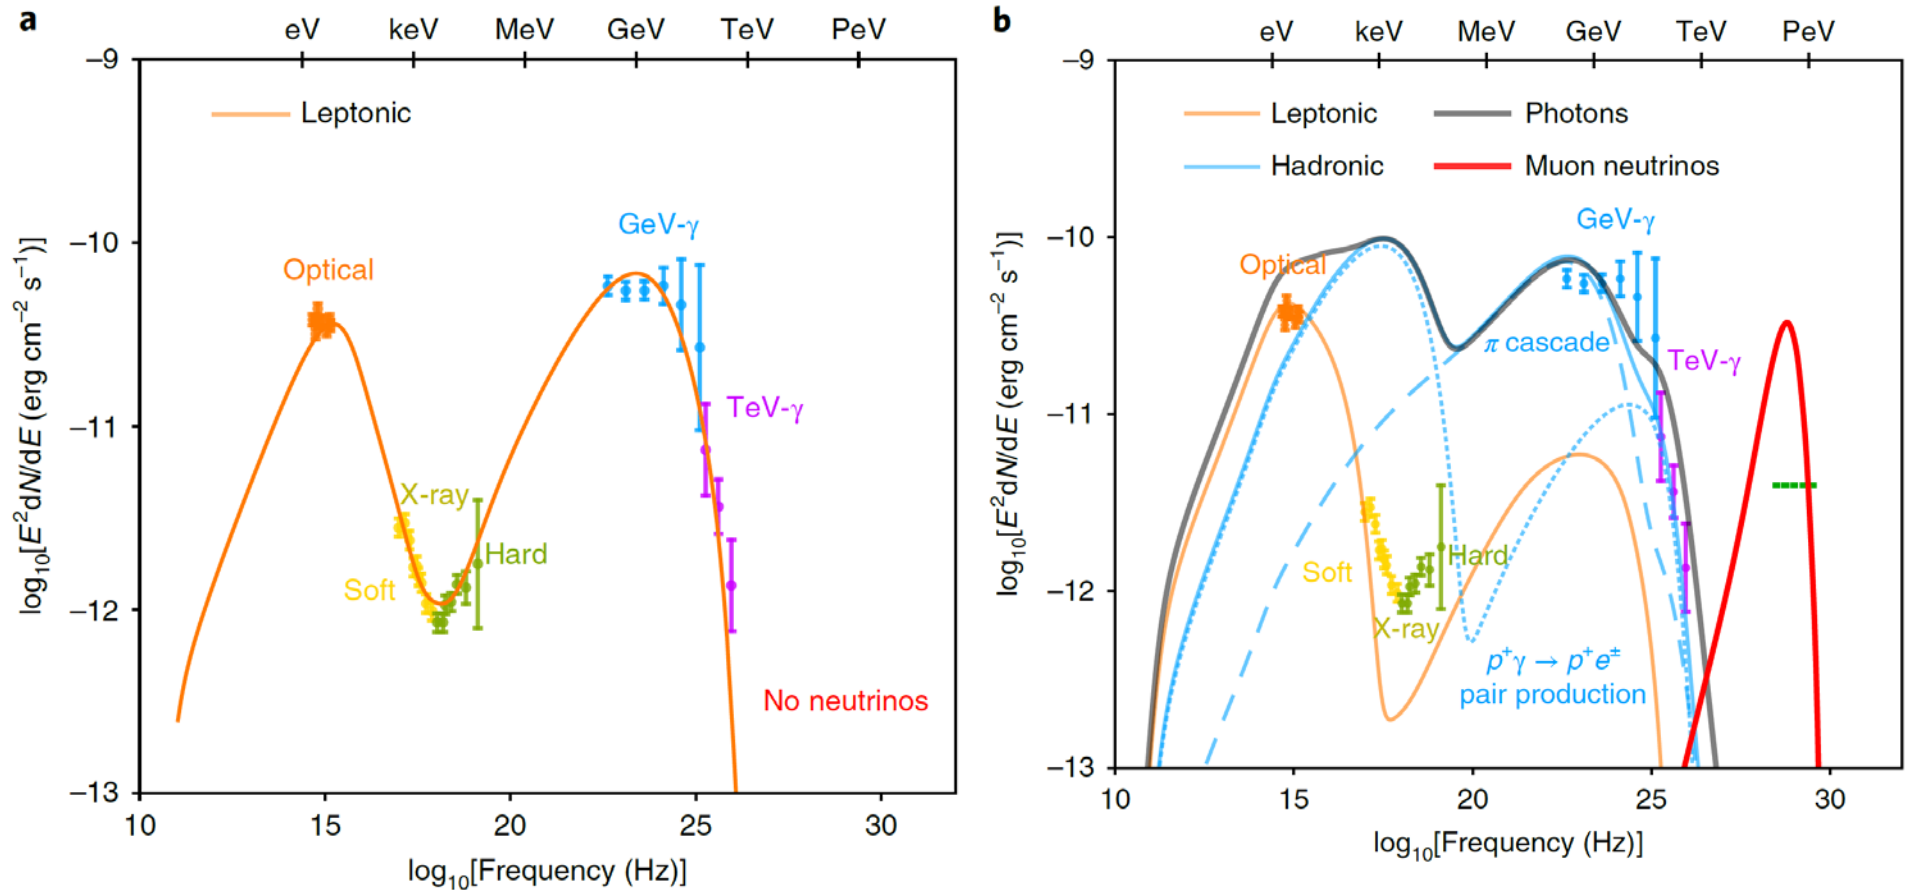 a
eV keV MeV GeV TeV PeV
−9
Leptonic
GeV-γ
−10
Optical
TeV-γ
−11
X-ray
Hard
Soft
−12
No neutrinos
−13
10 15 20 25 30
log₁₀[E²dN/dE (erg cm⁻² s⁻¹)]
log₁₀[Frequency (Hz)]
b
eV keV MeV GeV TeV PeV
−9
Leptonic Photons
Hadronic Muon neutrinos
GeV-γ
−10
Optical
π cascade
TeV-γ
−11
Hard
Soft
−12
X-ray
p⁺γ → p⁺e±
pair production
−13
10 15 20 25 30
log₁₀[E²dN/dE (erg cm⁻² s⁻¹)]
log₁₀[Frequency (Hz)]